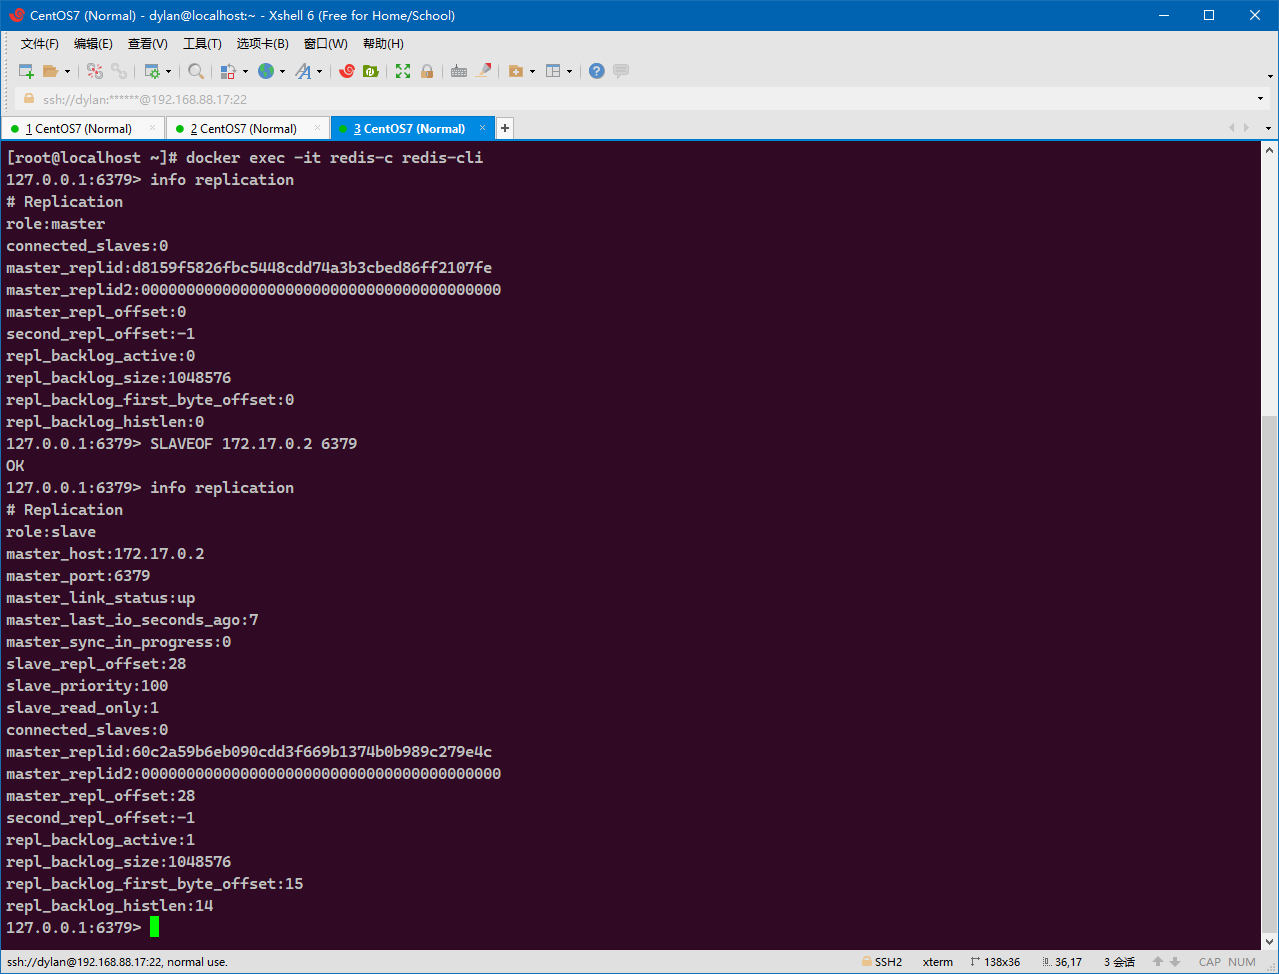 CentOS7 (Normal) - dylan@localhost:~ - Xshell 6 (Free for Home/School)
文件(F) 编辑(E) 查看(V) 工具(T) 选项卡(B) 窗口(W) 帮助(H)
ssh://dylan:******@192.168.88.17:22
1 CentOS7 (Normal) × 2 CentOS7 (Normal) × 3 CentOS7 (Normal) × +
[root@localhost ~]# docker exec -it redis-c redis-cli
127.0.0.1:6379> info replication
# Replication
role:master
connected_slaves:0
master_replid:d8159f5826fbc5448cdd74a3b3cbed86ff2107fe
master_replid2:0000000000000000000000000000000000000000
master_repl_offset:0
second_repl_offset:-1
repl_backlog_active:0
repl_backlog_size:1048576
repl_backlog_first_byte_offset:0
repl_backlog_histlen:0
127.0.0.1:6379> SLAVEOF 172.17.0.2 6379
OK
127.0.0.1:6379> info replication
# Replication
role:slave
master_host:172.17.0.2
master_port:6379
master_link_status:up
master_last_io_seconds_ago:7
master_sync_in_progress:0
slave_repl_offset:28
slave_priority:100
slave_read_only:1
connected_slaves:0
master_replid:60c2a59b6eb090cdd3f669b1374b0b989c279e4c
master_replid2:0000000000000000000000000000000000000000
master_repl_offset:28
second_repl_offset:-1
repl_backlog_active:1
repl_backlog_size:1048576
repl_backlog_first_byte_offset:15
repl_backlog_histlen:14
127.0.0.1:6379>
ssh://dylan@192.168.88.17:22, normal use. SSH2 xterm 138x36 36,17 3 会话 CAP NUM